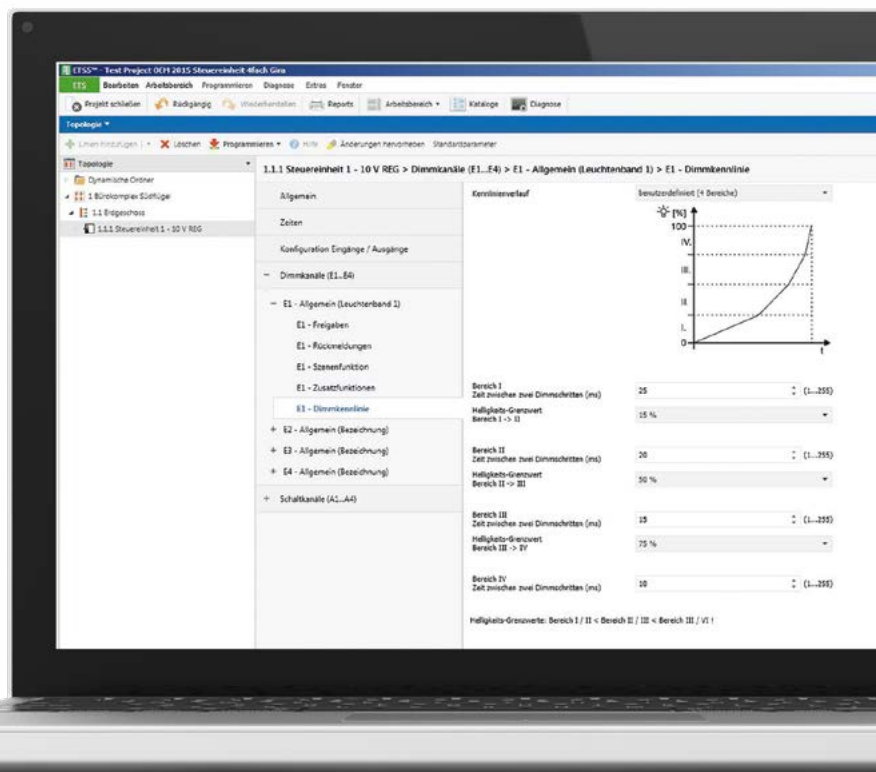 ETS5™ - Test Project OEM 2015 Steuereinheit 4fach Gira
ETS Bearbeiten Arbeitsbereich Programmieren Diagnose Extras Fenster
Projekt schließen Rückgängig Wiederherstellen Reports Arbeitsbereich Kataloge Diagnose
Topologie
Linien hinzufügen Löschen Programmieren Hilfe Änderungen hervorheben Standardparameter
Topologie
Dynamische Ordner
1 Bürokomplex Südflügel
1.1 Erdgeschoss
1.1.1 Steuereinheit 1 - 10 V REG
1.1.1 Steuereinheit 1 - 10 V REG > Dimmkanäle (E1...E4) > E1 - Allgemein (Leuchtenband 1) > E1 - Dimmkennlinie
Allgemein
Zeiten
Konfiguration Eingänge / Ausgänge
− Dimmkanäle (E1...E4)
− E1 - Allgemein (Leuchtenband 1)
E1 - Freigaben
E1 - Rückmeldungen
E1 - Szenenfunktion
E1 - Zusatzfunktionen
E1 - Dimmkennlinie
+ E2 - Allgemein (Bezeichnung)
+ E3 - Allgemein (Bezeichnung)
+ E4 - Allgemein (Bezeichnung)
+ Schaltkanäle (A1...A4)
Kennlinienverlauf benutzerdefiniert (4 Bereiche)
[%]
100
IV.
III.
II.
I.
0
t
Bereich I
Zeit zwischen zwei Dimmschritten (ms) 25 (1...255)
Helligkeits-Grenzwert
Bereich I -> II 15 %
Bereich II
Zeit zwischen zwei Dimmschritten (ms) 20 (1...255)
Helligkeits-Grenzwert
Bereich II -> III 50 %
Bereich III
Zeit zwischen zwei Dimmschritten (ms) 15 (1...255)
Helligkeits-Grenzwert
Bereich III -> IV 75 %
Bereich IV
Zeit zwischen zwei Dimmschritten (ms) 10 (1...255)
Helligkeits-Grenzwerte: Bereich I / II < Bereich II / III < Bereich III / VI !